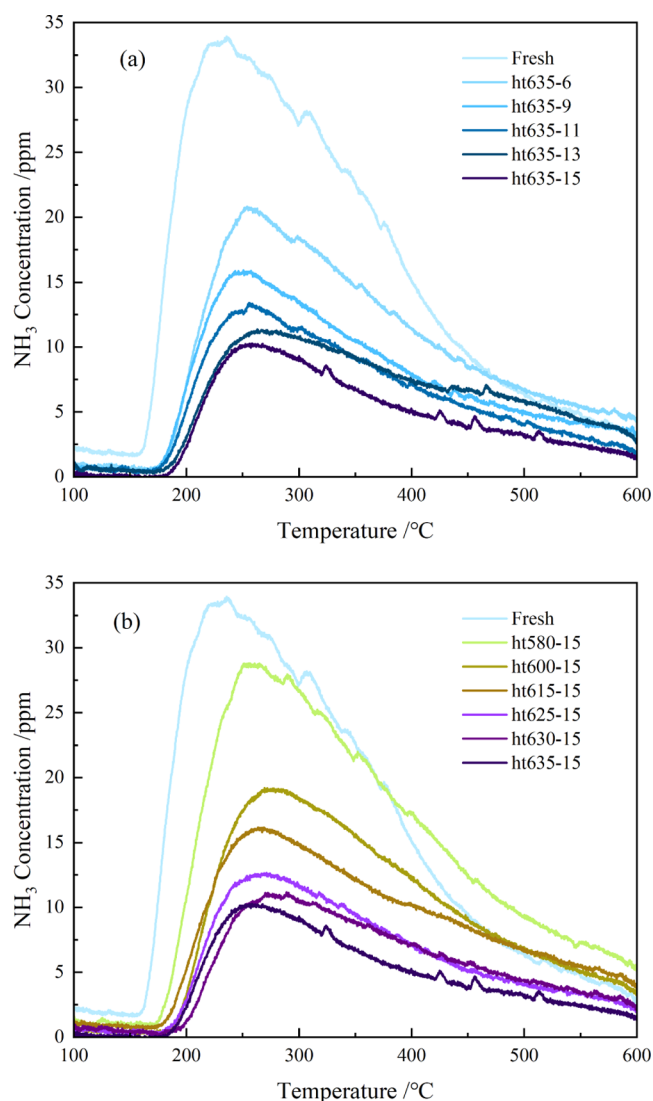 (a)
Fresh
ht635-6
ht635-9
ht635-11
ht635-13
ht635-15
NH₃ Concentration /ppm
35
30
25
20
15
10
5
0
100 200 300 400 500 600
Temperature /°C
(b)
Fresh
ht580-15
ht600-15
ht615-15
ht625-15
ht630-15
ht635-15
NH₃ Concentration /ppm
35
30
25
20
15
10
5
0
100 200 300 400 500 600
Temperature /°C